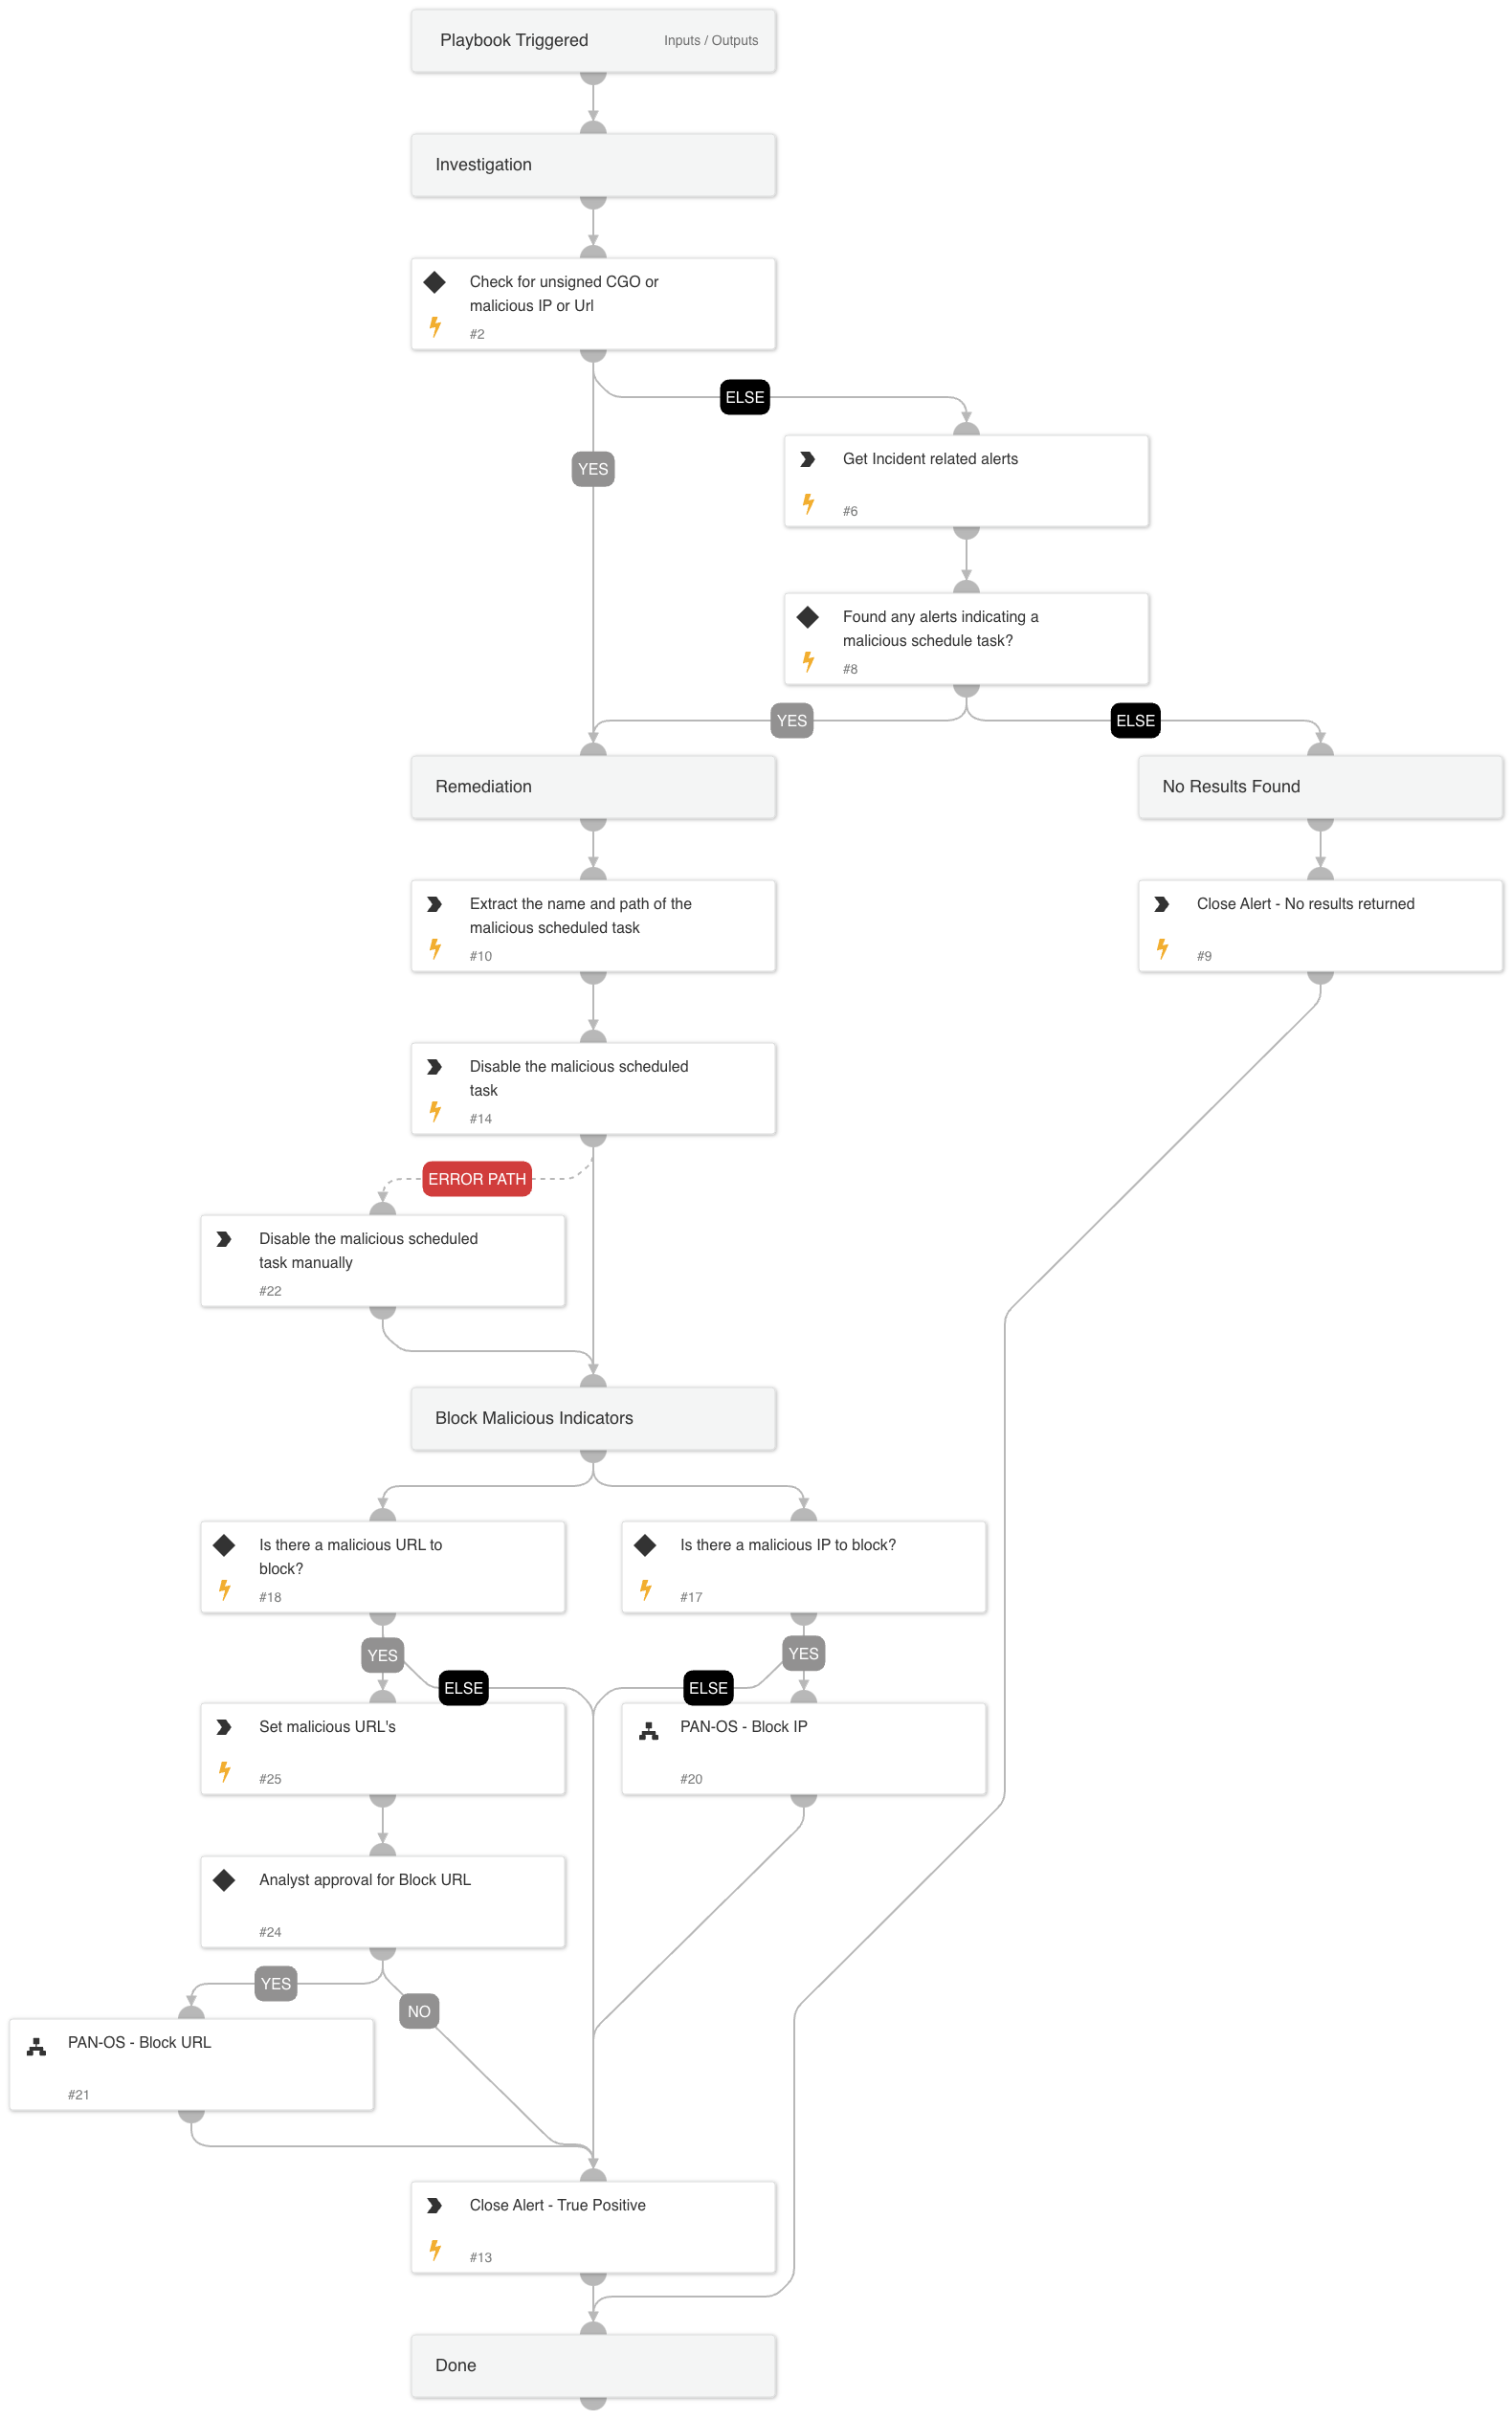 Playbook Triggered
Inputs / Outputs
Investigation
Check for unsigned CGO or
malicious IP or Url
#2
ELSE
YES
Get Incident related alerts
#6
Found any alerts indicating a
malicious schedule task?
#8
YES
ELSE
Remediation
No Results Found
Extract the name and path of the
malicious scheduled task
#10
Close Alert - No results returned
#9
Disable the malicious scheduled
task
#14
ERROR PATH
Disable the malicious scheduled
task manually
#22
Block Malicious Indicators
Is there a malicious URL to
block?
#18
Is there a malicious IP to block?
#17
YES
YES
ELSE
ELSE
Set malicious URL's
#25
PAN-OS - Block IP
#20
Analyst approval for Block URL
#24
YES
NO
PAN-OS - Block URL
#21
Close Alert - True Positive
#13
Done